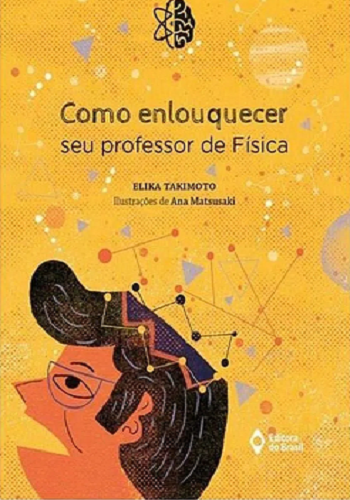 Como enlouquecer
seu professor de Física
ELIKA TAKIMOTO
Ilustrações de Ana Matsusaki
Editora
do Brasil